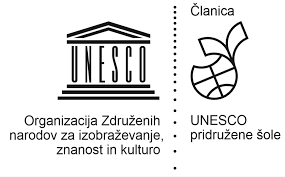 UNESCO
Organizacija Združenih
narodov za izobraževanje,
znanost in kulturo
Članica
UNESCO
pridružene šole